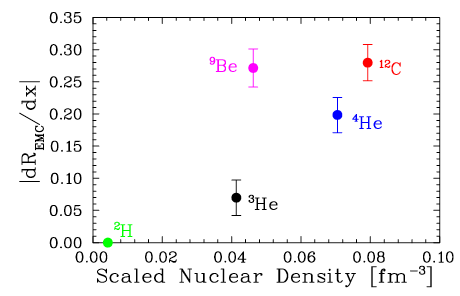 |dR_EMC/dx|
0.35
0.30
0.25
0.20
0.15
0.10
0.05
0.00
⁹Be
¹²C
⁴He
³He
²H
0.00 0.02 0.04 0.06 0.08 0.10
Scaled Nuclear Density [fm⁻³]